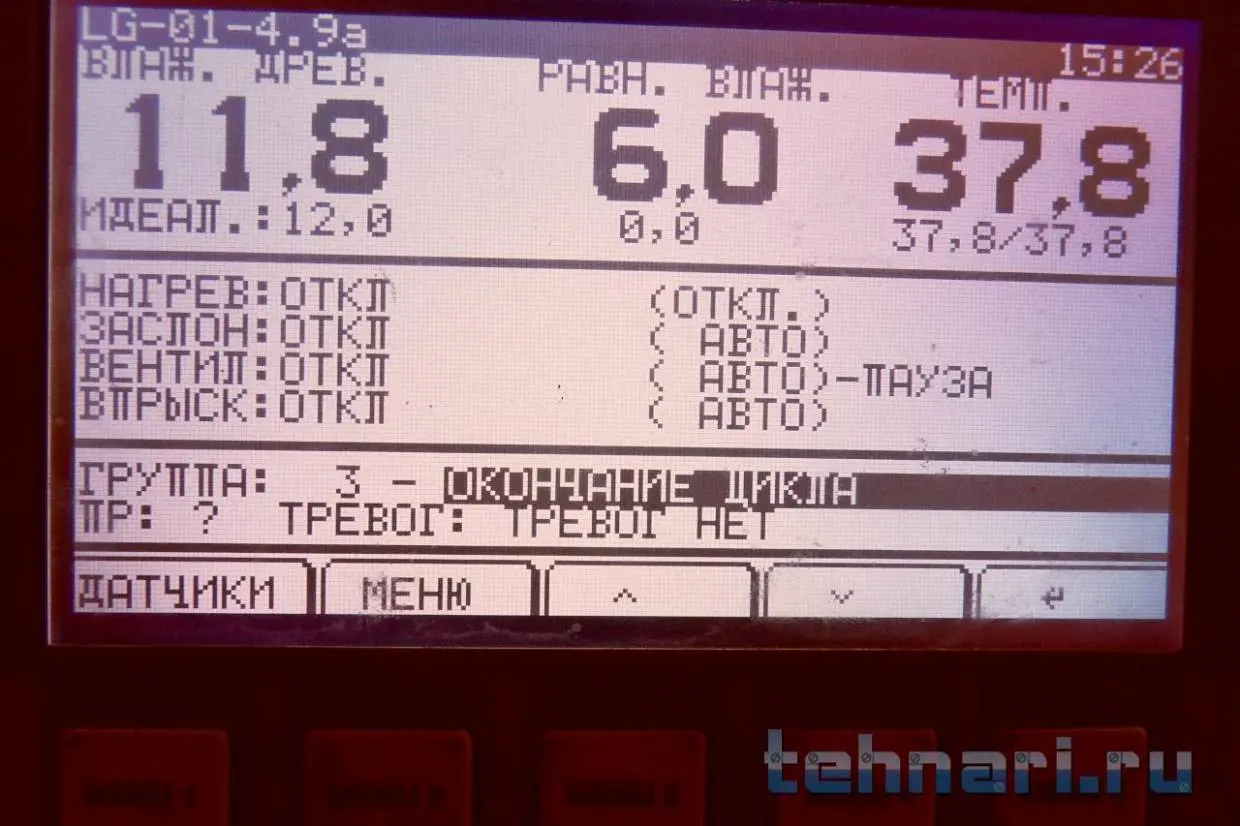 LG-01-4.9a 15:26
ВЛАЖ. ДРЕВ. РАВН. ВЛАЖ. ТЕМП.
11,8 6,0 37,8
ИДЕАЛ.:12,0 0,0 37,8/37,8
НАГРЕВ:ОТКЛ (ОТКЛ.)
ЗАСЛОН:ОТКЛ ( АВТО)
ВЕНТИЛ:ОТКЛ ( АВТО)-ПАУЗА
ВПРЫСК:ОТКЛ ( АВТО)
ГРУППА: 3 - ОКОНЧАНИЕ ЦИКЛА
ПР: ? ТРЕВОГ: ТРЕВОГ НЕТ
ДАТЧИКИ МЕНЮ ^ ˅ ↵
tehnari.ru